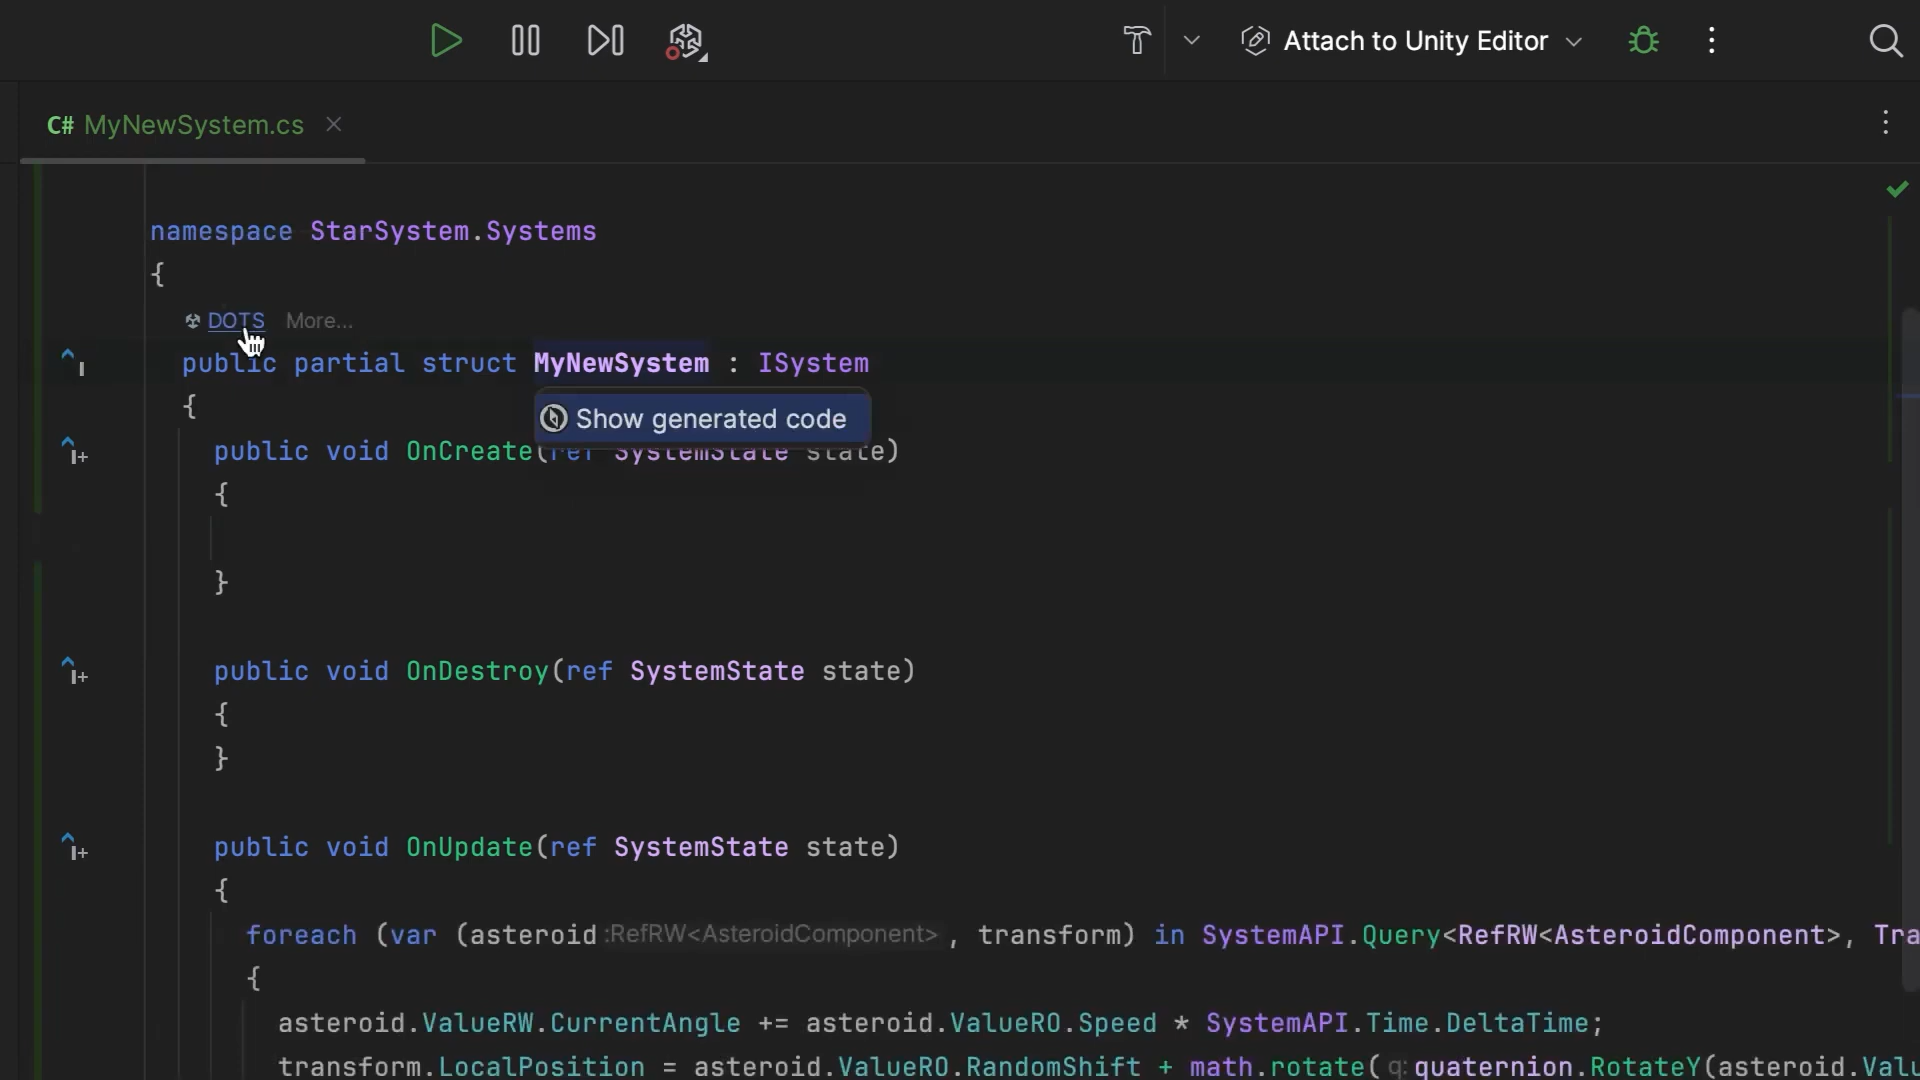 Attach to Unity Editor
C# MyNewSystem.cs
namespace StarSystem.Systems
{
DOTS More...
public partial struct MyNewSystem : ISystem
{
Show generated code
public void OnCreate(ref SystemState state)
{
}
public void OnDestroy(ref SystemState state)
{
}
public void OnUpdate(ref SystemState state)
{
foreach (var (asteroid :RefRW<AsteroidComponent> , transform) in SystemAPI.Query<RefRW<AsteroidComponent>, Tra
{
asteroid.ValueRW.CurrentAngle += asteroid.ValueRO.Speed * SystemAPI.Time.DeltaTime;
transform.LocalPosition = asteroid.ValueRO.RandomShift + math.rotate( q: quaternion.RotateY(asteroid.Valu